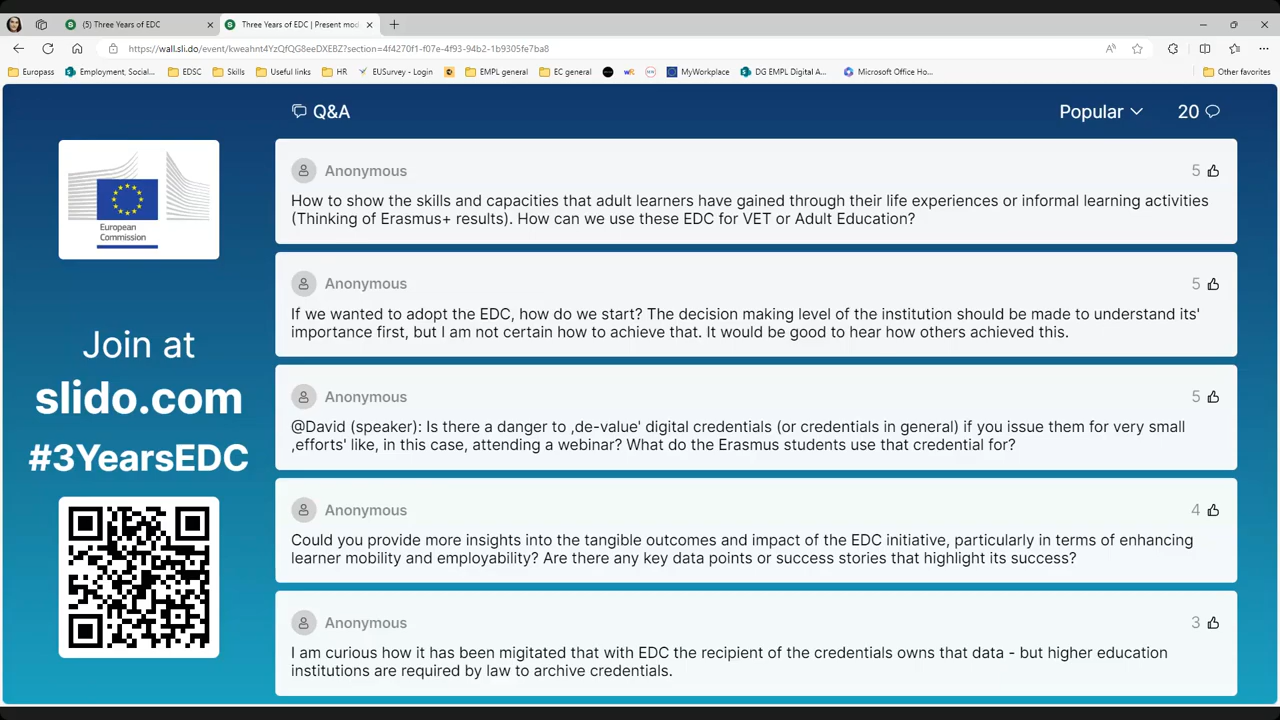 (5) Three Years of EDC
Three Years of EDC | Present mod
https://wall.sli.do/event/kweahnt4YzQfQG8eeDXEBZ?section=4f4270f1-f07e-4f93-94b2-1b9305fe7ba8
Europass
Employment, Social...
EDSC
Skills
Useful links
HR
EUSurvey - Login
EMPL general
EC general
MyWorkplace
DG EMPL Digital A...
Microsoft Office Ho...
Other favorites
Q&A
Popular
20
European
Commission
Join at
slido.com
#3YearsEDC
Anonymous
5
How to show the skills and capacities that adult learners have gained through their life experiences or informal learning activities
(Thinking of Erasmus+ results). How can we use these EDC for VET or Adult Education?
Anonymous
5
If we wanted to adopt the EDC, how do we start? The decision making level of the institution should be made to understand its'
importance first, but I am not certain how to achieve that. It would be good to hear how others achieved this.
Anonymous
5
@David (speaker): Is there a danger to ‚de-value' digital credentials (or credentials in general) if you issue them for very small
‚efforts' like, in this case, attending a webinar? What do the Erasmus students use that credential for?
Anonymous
4
Could you provide more insights into the tangible outcomes and impact of the EDC initiative, particularly in terms of enhancing
learner mobility and employability? Are there any key data points or success stories that highlight its success?
Anonymous
3
I am curious how it has been migitated that with EDC the recipient of the credentials owns that data - but higher education
institutions are required by law to archive credentials.